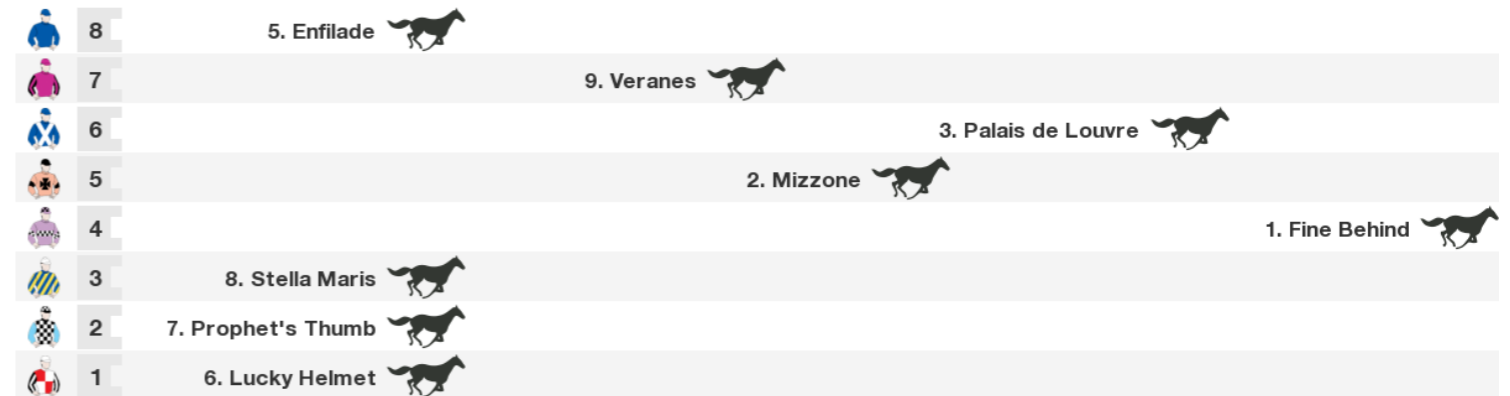 8 5. Enfilade
7 9. Veranes
6 3. Palais de Louvre
5 2. Mizzone
4 1. Fine Behind
3 8. Stella Maris
2 7. Prophet's Thumb
1 6. Lucky Helmet